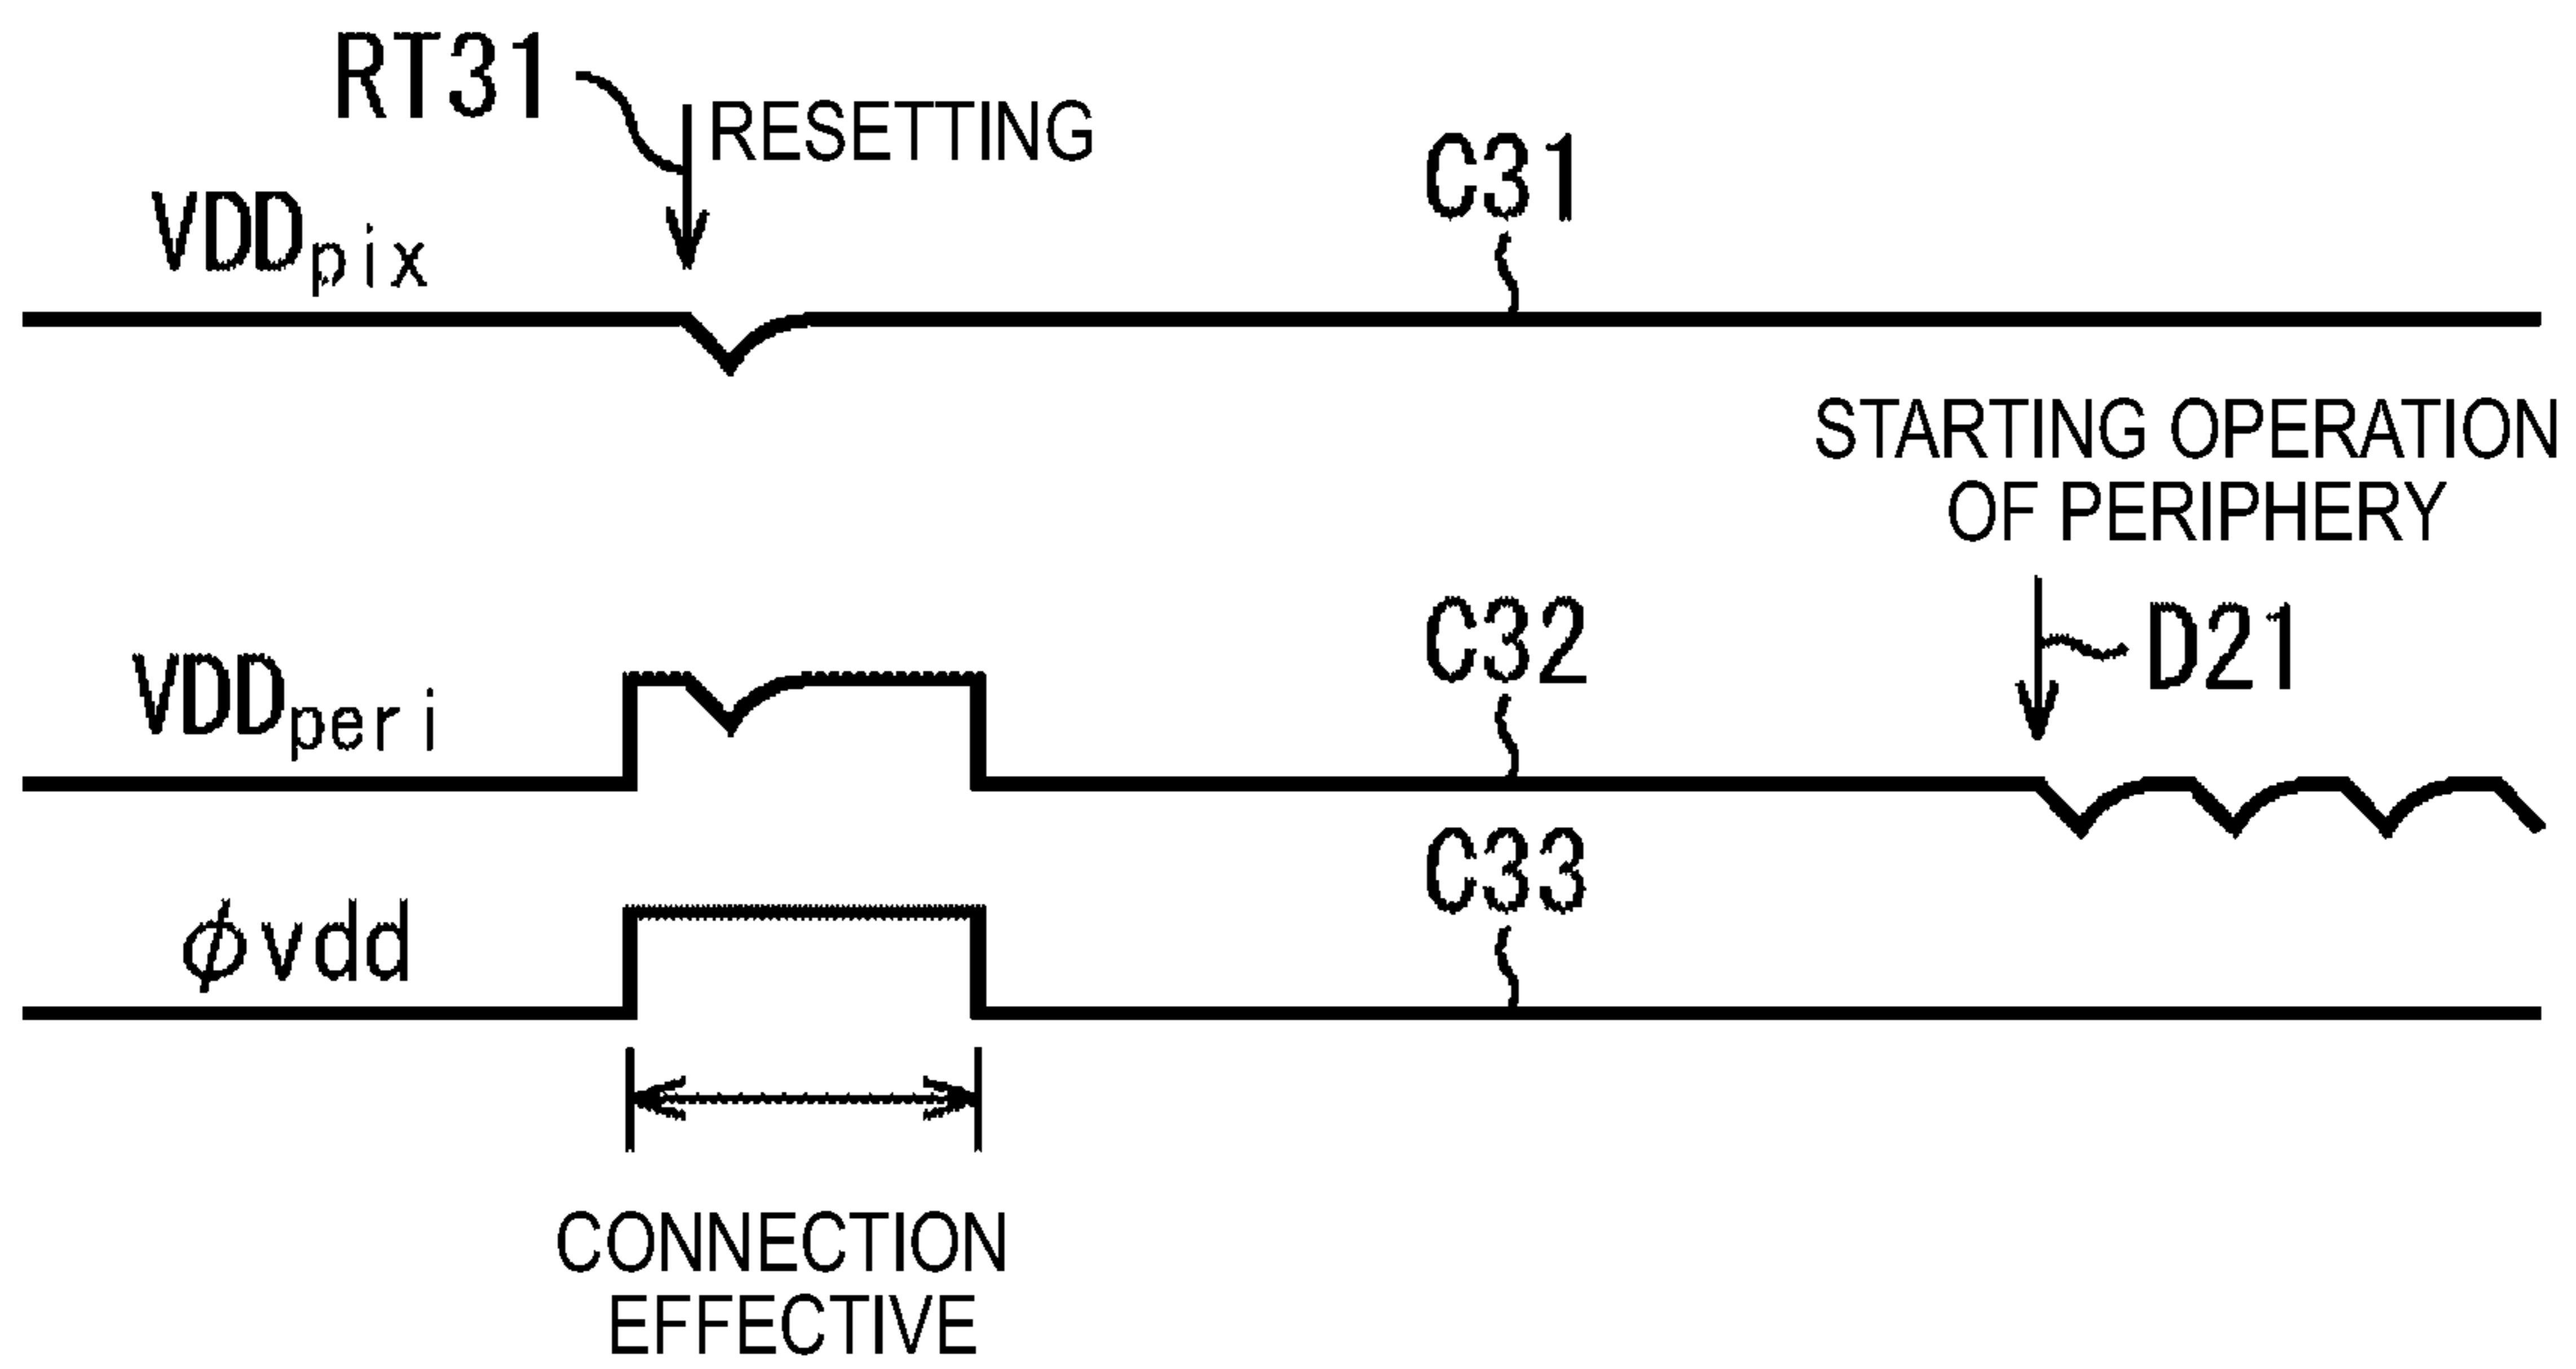 RT31
RESETTING
C31
VDDpix
STARTING OPERATION
OF PERIPHERY
C32
D21
VDDperi
C33
φvdd
CONNECTION
EFFECTIVE